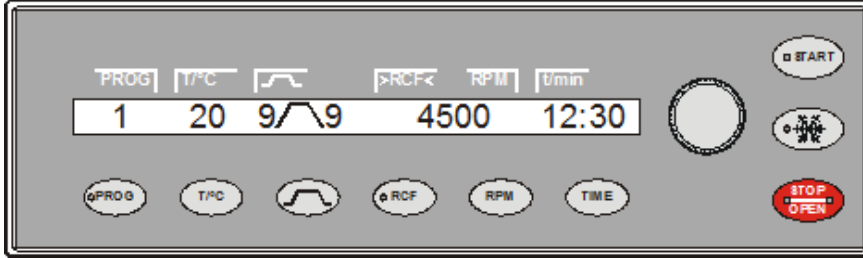 PROG T/°C >RCF< RPM t/min
1 20 9 9 4500 12:30
PROG T/°C RCF RPM TIME
START
STOP
OPEN